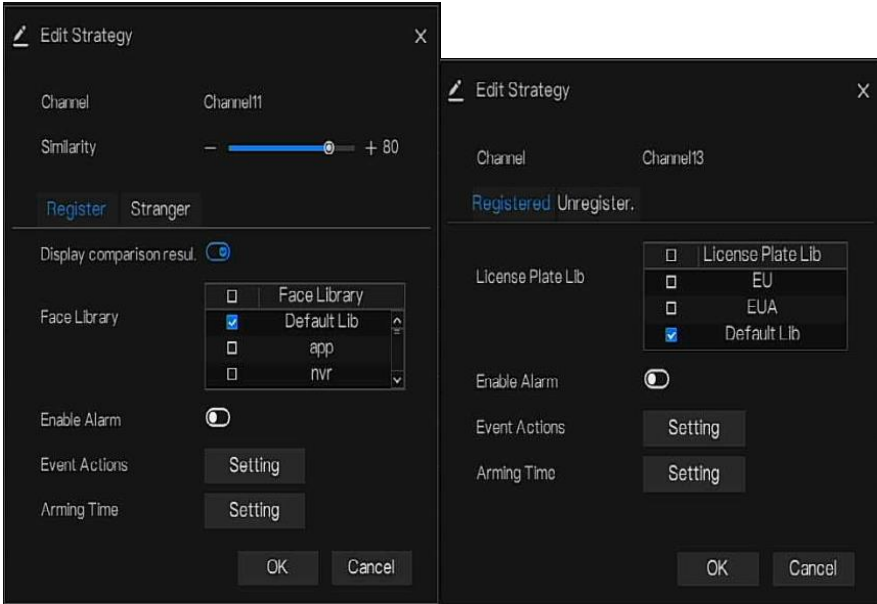 Edit Strategy X
Channel Channel11
Similarity − + 80
Register Stranger
Display comparison resul.
Face Library
Face Library
Default Lib
app
nvr
Enable Alarm
Event Actions Setting
Arming Time Setting
OK Cancel
Edit Strategy X
Channel Channel13
Registered Unregister.
License Plate Lib
License Plate Lib
EU
EUA
Default Lib
Enable Alarm
Event Actions Setting
Arming Time Setting
OK Cancel